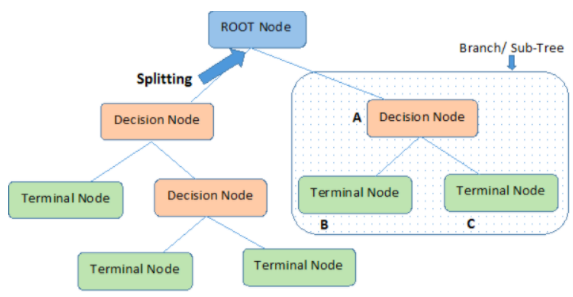 ROOT Node
Branch/ Sub-Tree
Splitting
Decision Node
A
Decision Node
Terminal Node
Decision Node
Terminal Node
Terminal Node
B
C
Terminal Node
Terminal Node